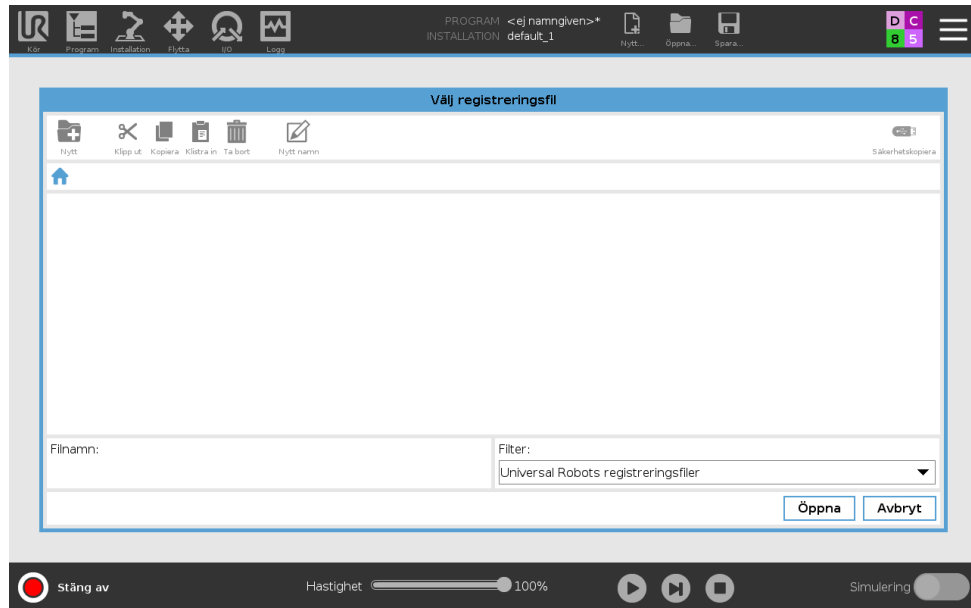 PROGRAM <ej namngiven>*
INSTALLATION default_1
Kör Program Installation Flytta I/O Logg
Nytt... Öppna... Spara...
D C
8 5
Välj registreringsfil
Nytt Klipp ut Kopiera Klistra in Ta bort Nytt namn Säkerhetskopiera
Filnamn: Filter:
Universal Robots registreringsfiler
Öppna Avbryt
Stäng av Hastighet 100% Simulering